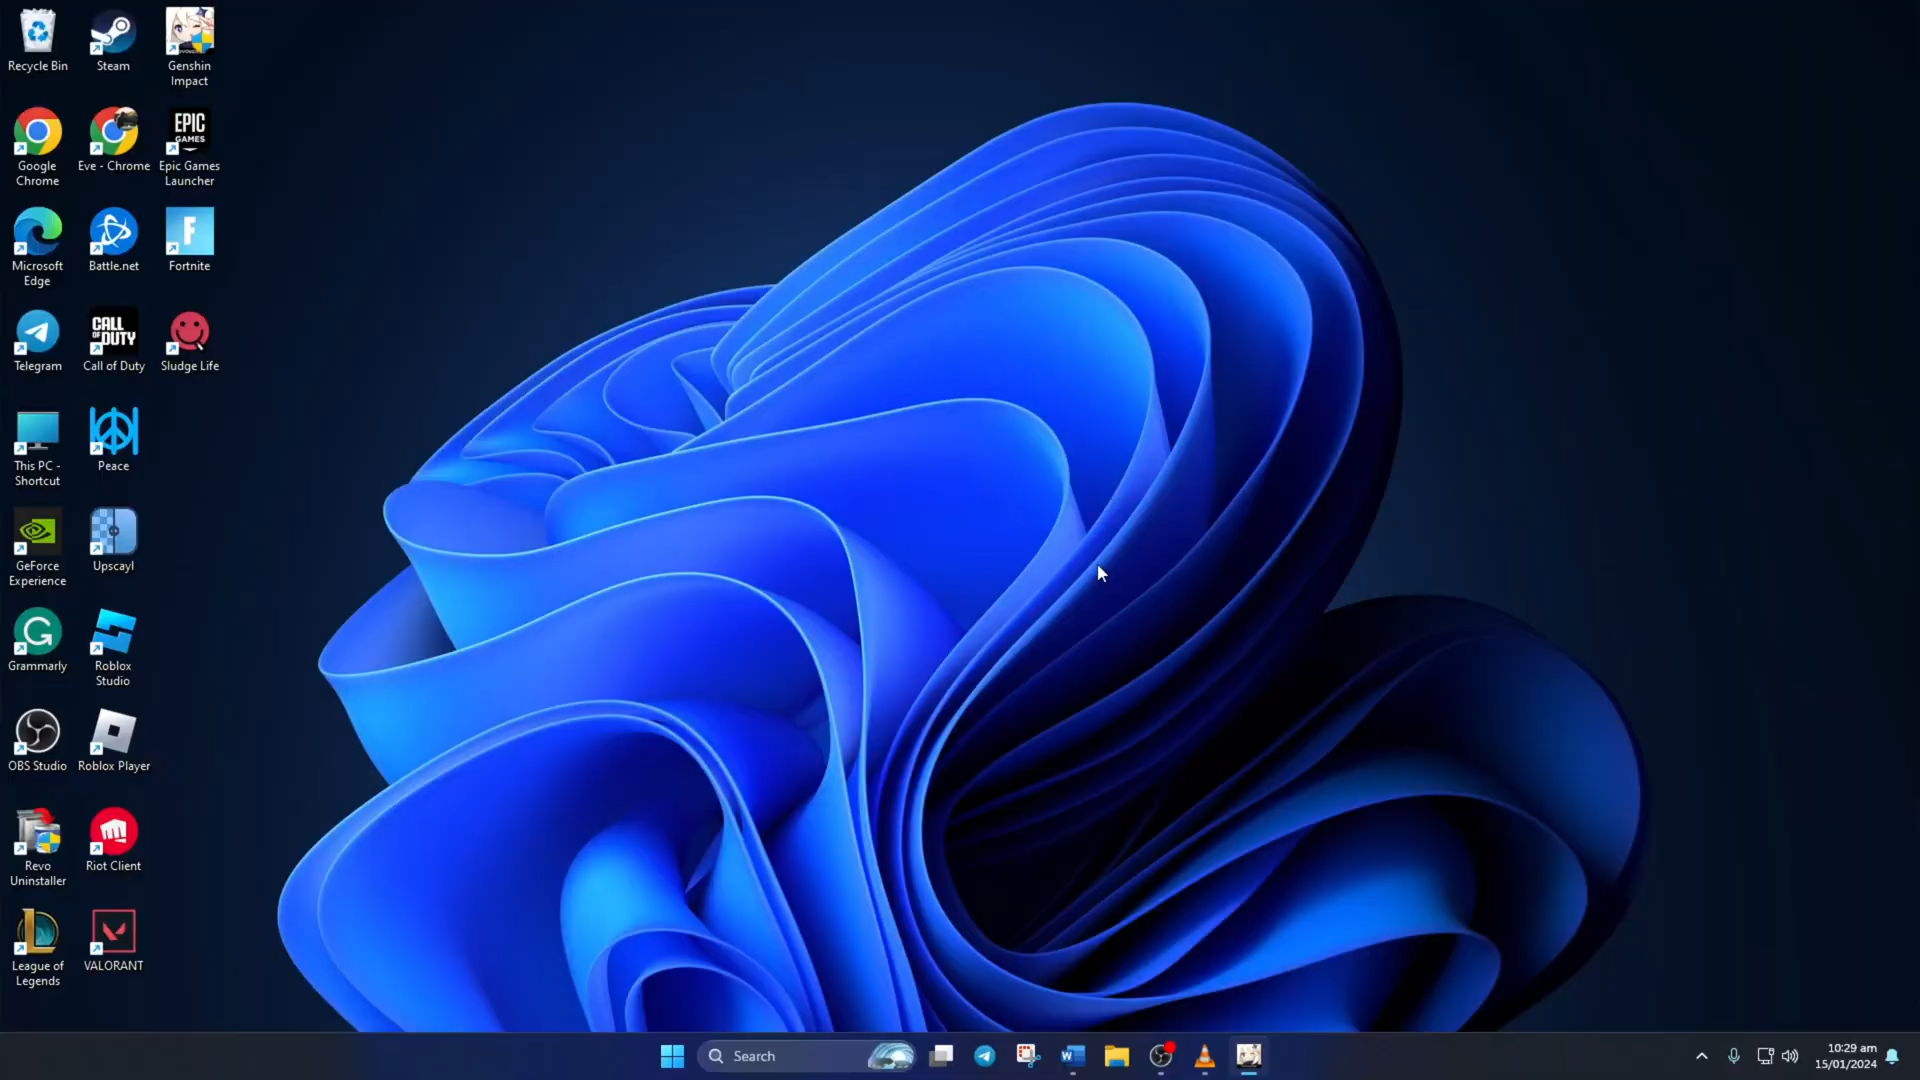 Recycle Bin
Steam
Genshin
Impact
Google
Chrome
Eve - Chrome
EPIC
GAMES
Epic Games
Launcher
Microsoft
Edge
Battle.net
F
Fortnite
Telegram
CALL
OF DUTY
Call of Duty
Sludge Life
This PC -
Shortcut
Peace
GeForce
Experience
Upscayl
G
Grammarly
Roblox
Studio
OBS Studio
Roblox Player
Revo
Uninstaller
Riot Client
L
League of
Legends
VALORANT
Search
W
10:29 am
15/01/2024